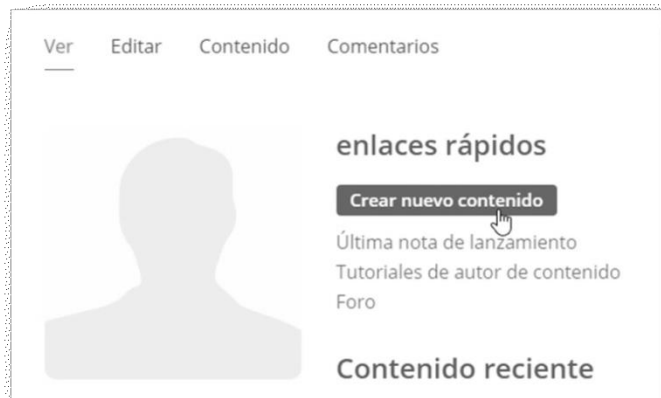 Ver Editar Contenido Comentarios
enlaces rápidos
Crear nuevo contenido
Última nota de lanzamiento
Tutoriales de autor de contenido
Foro
Contenido reciente